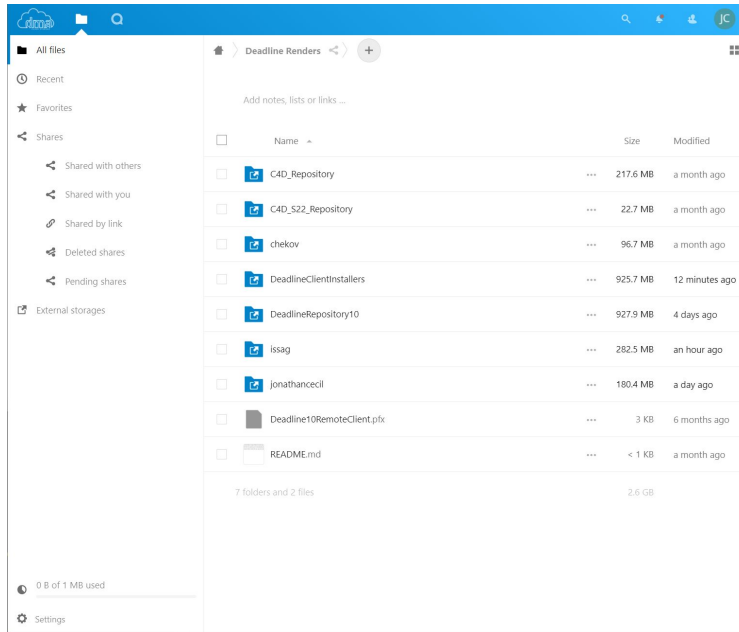 dma
JC
All files
Deadline Renders
Recent
Add notes, lists or links ...
Favorites
Shares
Name Size Modified
Shared with others
C4D_Repository ... 217.6 MB a month ago
Shared with you
C4D_S22_Repository ... 22.7 MB a month ago
Shared by link
chekov ... 96.7 MB a month ago
Deleted shares
Pending shares
DeadlineClientInstallers ... 925.7 MB 12 minutes ago
External storages
DeadlineRepository10 ... 927.9 MB 4 days ago
issag ... 282.5 MB an hour ago
jonathancecil ... 180.4 MB a day ago
Deadline10RemoteClient.pfx ... 3 KB 6 months ago
README.md ... < 1 KB a month ago
7 folders and 2 files 2.6 GB
0 B of 1 MB used
Settings